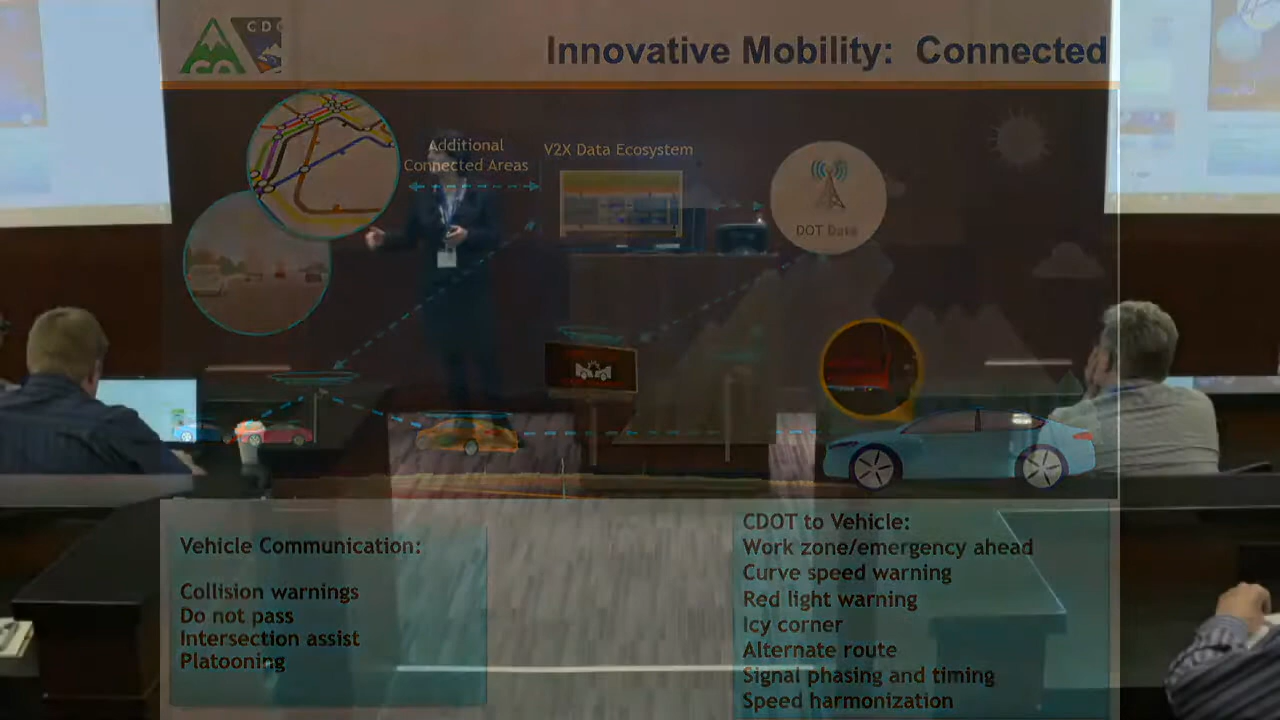 CDO
CO
Innovative Mobility: Connected
Additional
Connected Areas
V2X Data Ecosystem
DOT Data
Vehicle Communication:
Collision warnings
Do not pass
Intersection assist
Platooning
CDOT to Vehicle:
Work zone/emergency ahead
Curve speed warning
Red light warning
Icy corner
Alternate route
Signal phasing and timing
Speed harmonization